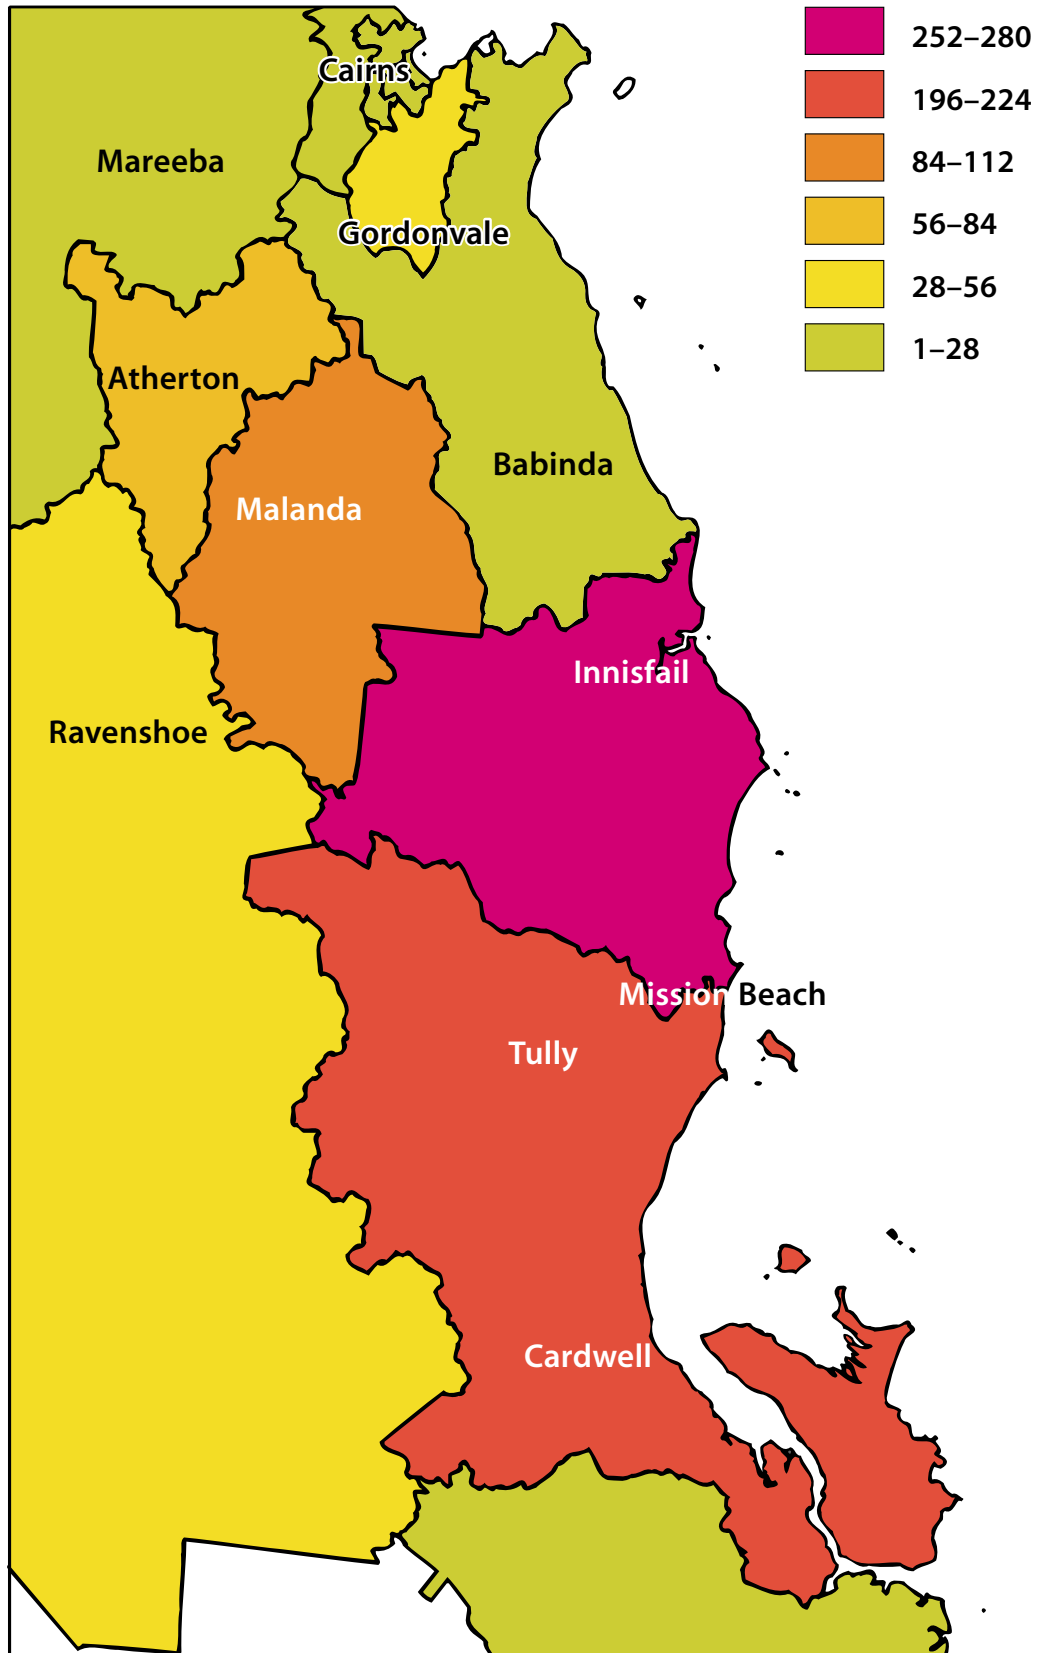 252–280
Cairns
196–224
Mareeba
84–112
Gordonvale
56–84
28–56
1–28
Atherton
Babinda
Malanda
Innisfail
Ravenshoe
Mission Beach
Tully
Cardwell